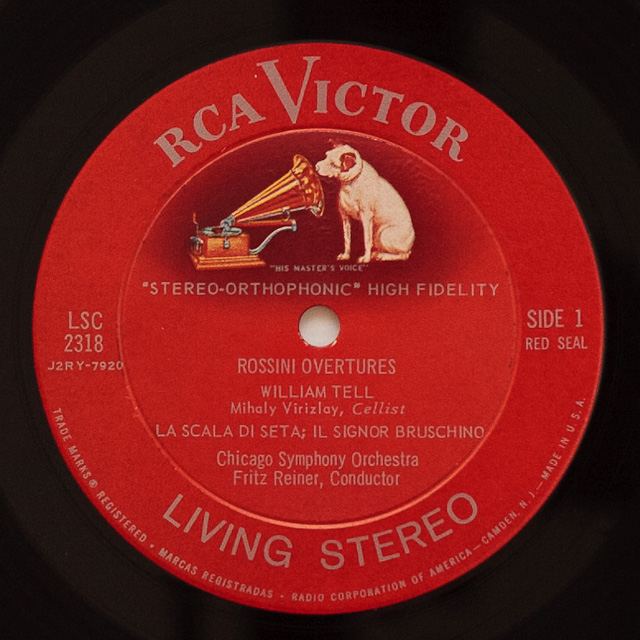 RCA VICTOR
"HIS MASTER'S VOICE"
"STEREO-ORTHOPHONIC" HIGH FIDELITY
LSC
2318
J2RY-7920
SIDE 1
RED SEAL
ROSSINI OVERTURES
WILLIAM TELL
Mihaly Virizlay, Cellist
LA SCALA DI SETA; IL SIGNOR BRUSCHINO
Chicago Symphony Orchestra
Fritz Reiner, Conductor
LIVING STEREO
TRADE MARKS ® REGISTERED • MARCAS REGISTRADAS • RADIO CORPORATION OF AMERICA—CAMDEN, N. J.—MADE IN U. S. A.